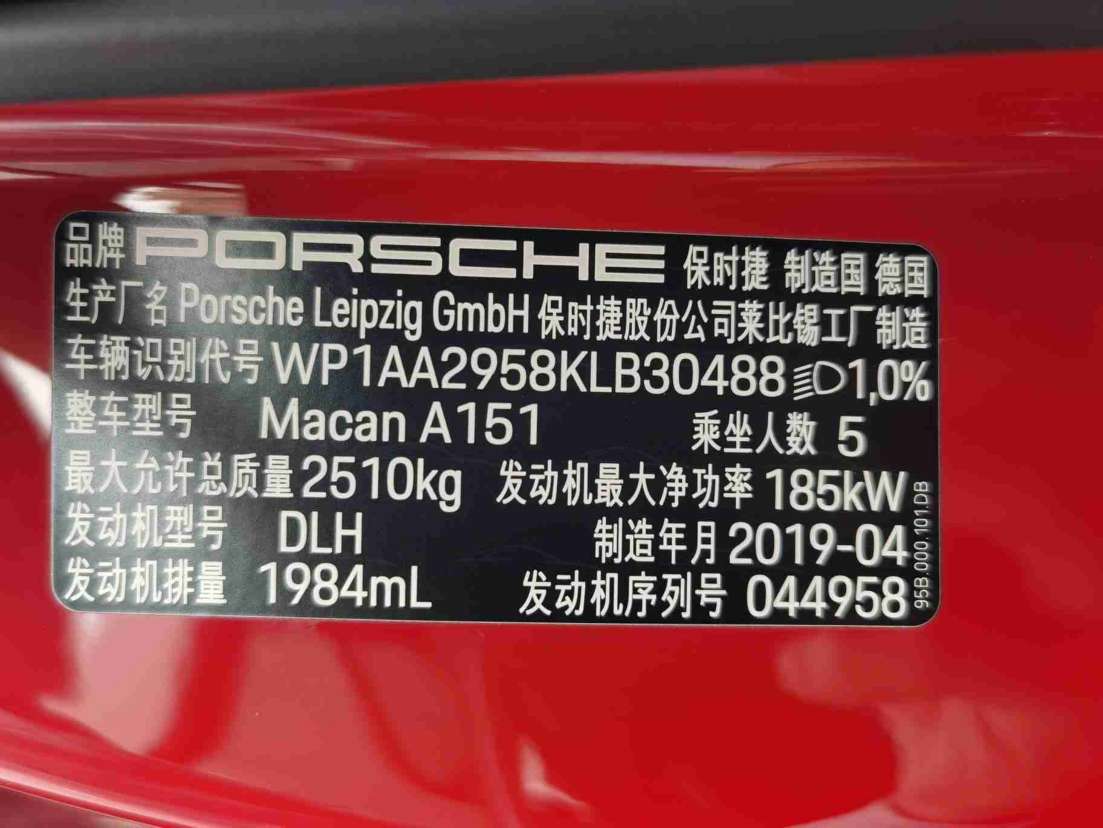 品牌 PORSCHE 保时捷 制造国 德国
生产厂名 Porsche Leipzig GmbH 保时捷股份公司莱比锡工厂制造
车辆识别代号 WP1AA2958KLB30488 1,0%
整车型号 Macan A151 乘坐人数 5
最大允许总质量 2510kg 发动机最大净功率 185kW
发动机型号 DLH 制造年月 2019-04
发动机排量 1984mL 发动机序列号 044958
95B.000.101.DB